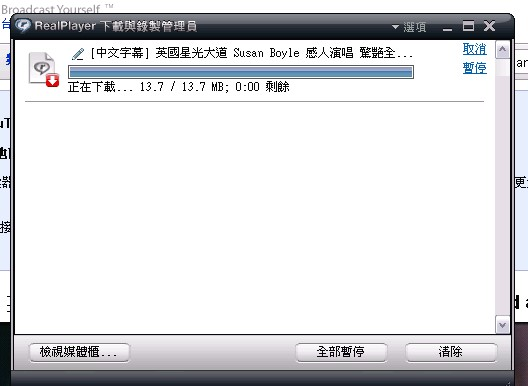 Broadcast Yourself ™
RealPlayer 下載與錄製管理員
選項
[中文字幕] 英國星光大道 Susan Boyle 感人演唱 驚艷全...
取消
暫停
正在下載... 13.7 / 13.7 MB; 0:00 剩餘
檢視媒體櫃...
全部暫停
清除